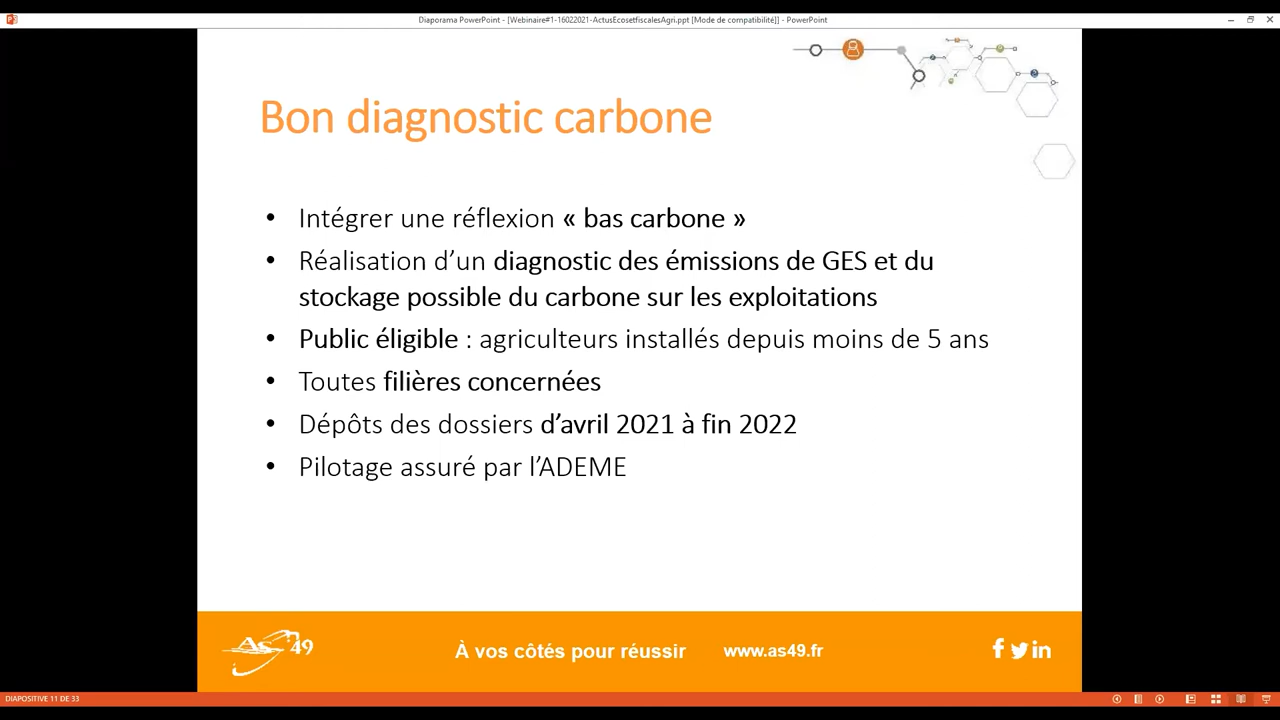 Diaporama PowerPoint - [Webinaire#1-16022021-ActusEcosetfiscalesAgri.ppt [Mode de compatibilité]] - PowerPoint
Bon diagnostic carbone
• Intégrer une réflexion « bas carbone »
• Réalisation d’un diagnostic des émissions de GES et du
stockage possible du carbone sur les exploitations
• Public éligible : agriculteurs installés depuis moins de 5 ans
• Toutes filières concernées
• Dépôts des dossiers d’avril 2021 à fin 2022
• Pilotage assuré par l’ADEME
As 49
À vos côtés pour réussir
www.as49.fr
DIAPOSITIVE 11 DE 33